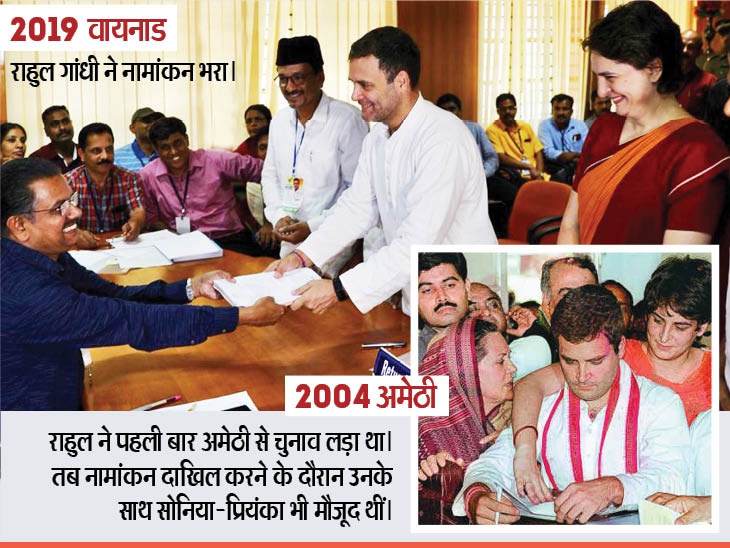 2019 वायनाड
राहुल गांधी ने नामांकन भरा।
2004 अमेठी
राहुल ने पहली बार अमेठी से चुनाव लड़ा था।
तब नामांकन दाखिल करने के दौरान उनके
साथ सोनिया-प्रियंका भी मौजूद थीं।